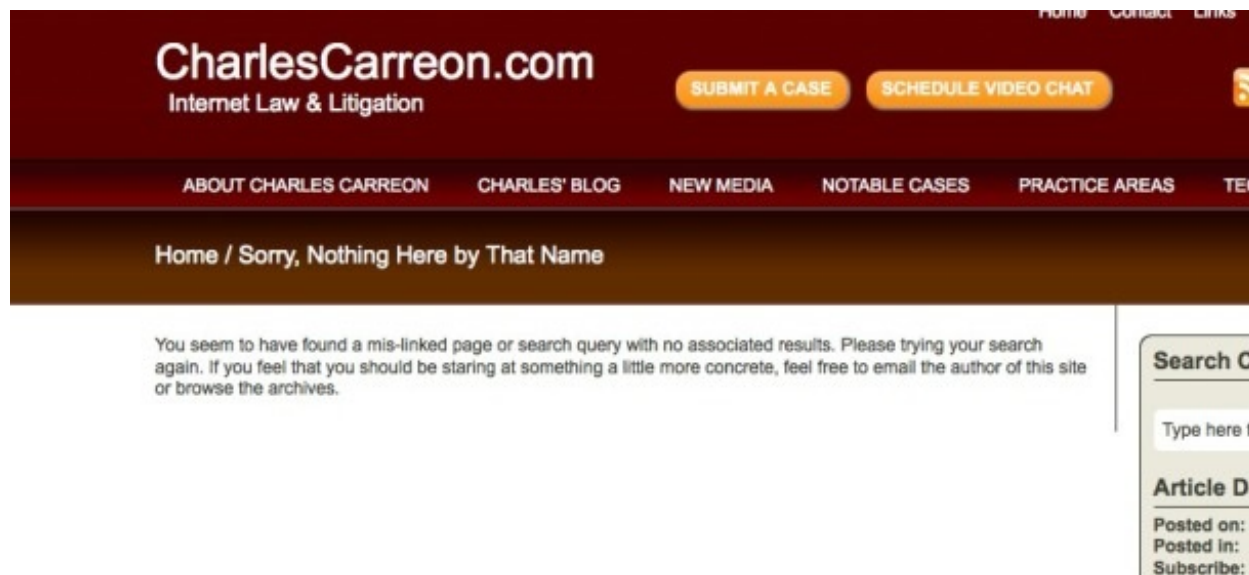 Home Contact Links
CharlesCarreon.com
Internet Law & Litigation
SUBMIT A CASE SCHEDULE VIDEO CHAT
ABOUT CHARLES CARREON CHARLES' BLOG NEW MEDIA NOTABLE CASES PRACTICE AREAS
Home / Sorry, Nothing Here by That Name
You seem to have found a mis-linked page or search query with no associated results. Please trying your search
again. If you feel that you should be staring at something a little more concrete, feel free to email the author of this site
or browse the archives.
Search
Type here
Article
Posted on:
Posted in:
Subscribe: